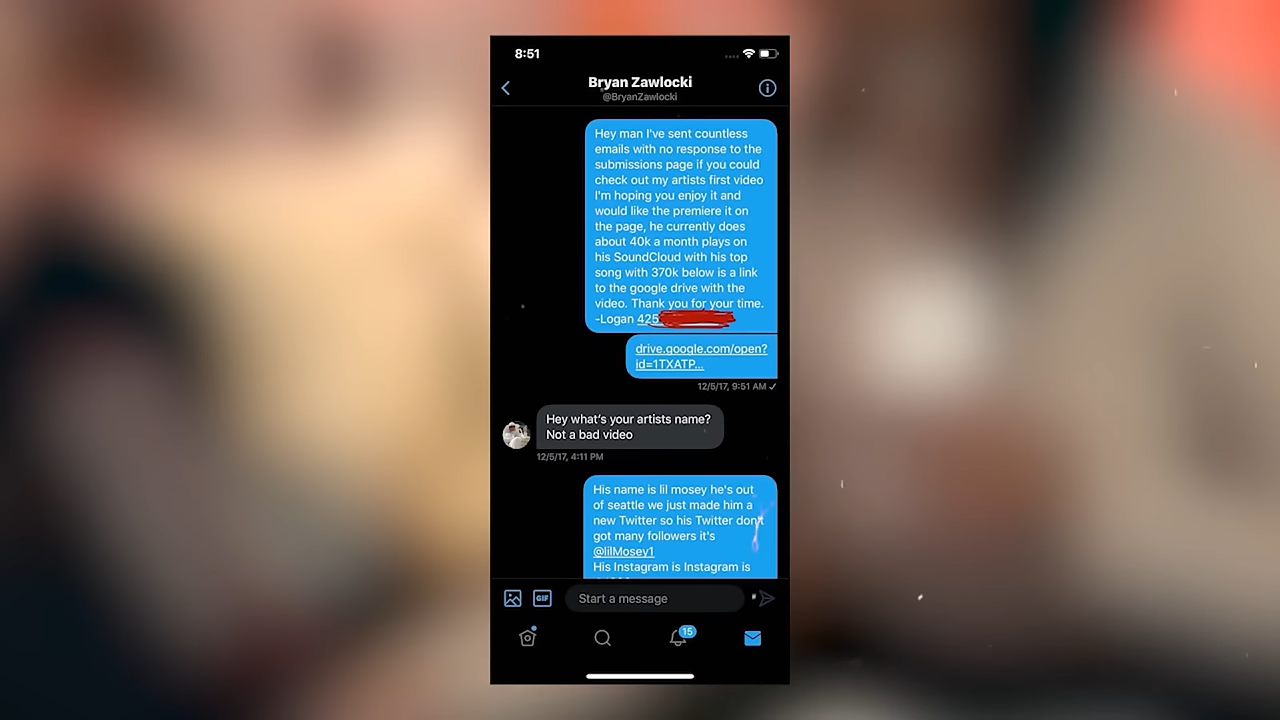 8:51
Bryan Zawlocki
@BryanZawlocki
Hey man I've sent countless
emails with no response to the
submissions page if you could
check out my artists first video
I'm hoping you enjoy it and
would like the premiere it on
the page, he currently does
about 40k a month plays on
his SoundCloud with his top
song with 370k below is a link
to the google drive with the
video. Thank you for your time.
-Logan 425
drive.google.com/open?
id=1TXATP...
12/5/17, 9:51 AM ✓
Hey what's your artists name?
Not a bad video
12/5/17, 4:11 PM
His name is lil mosey he's out
of seattle we just made him a
new Twitter so his Twitter don't
got many followers it's
@lilMosey1
His Instagram is Instagram is
GIF
Start a message
15